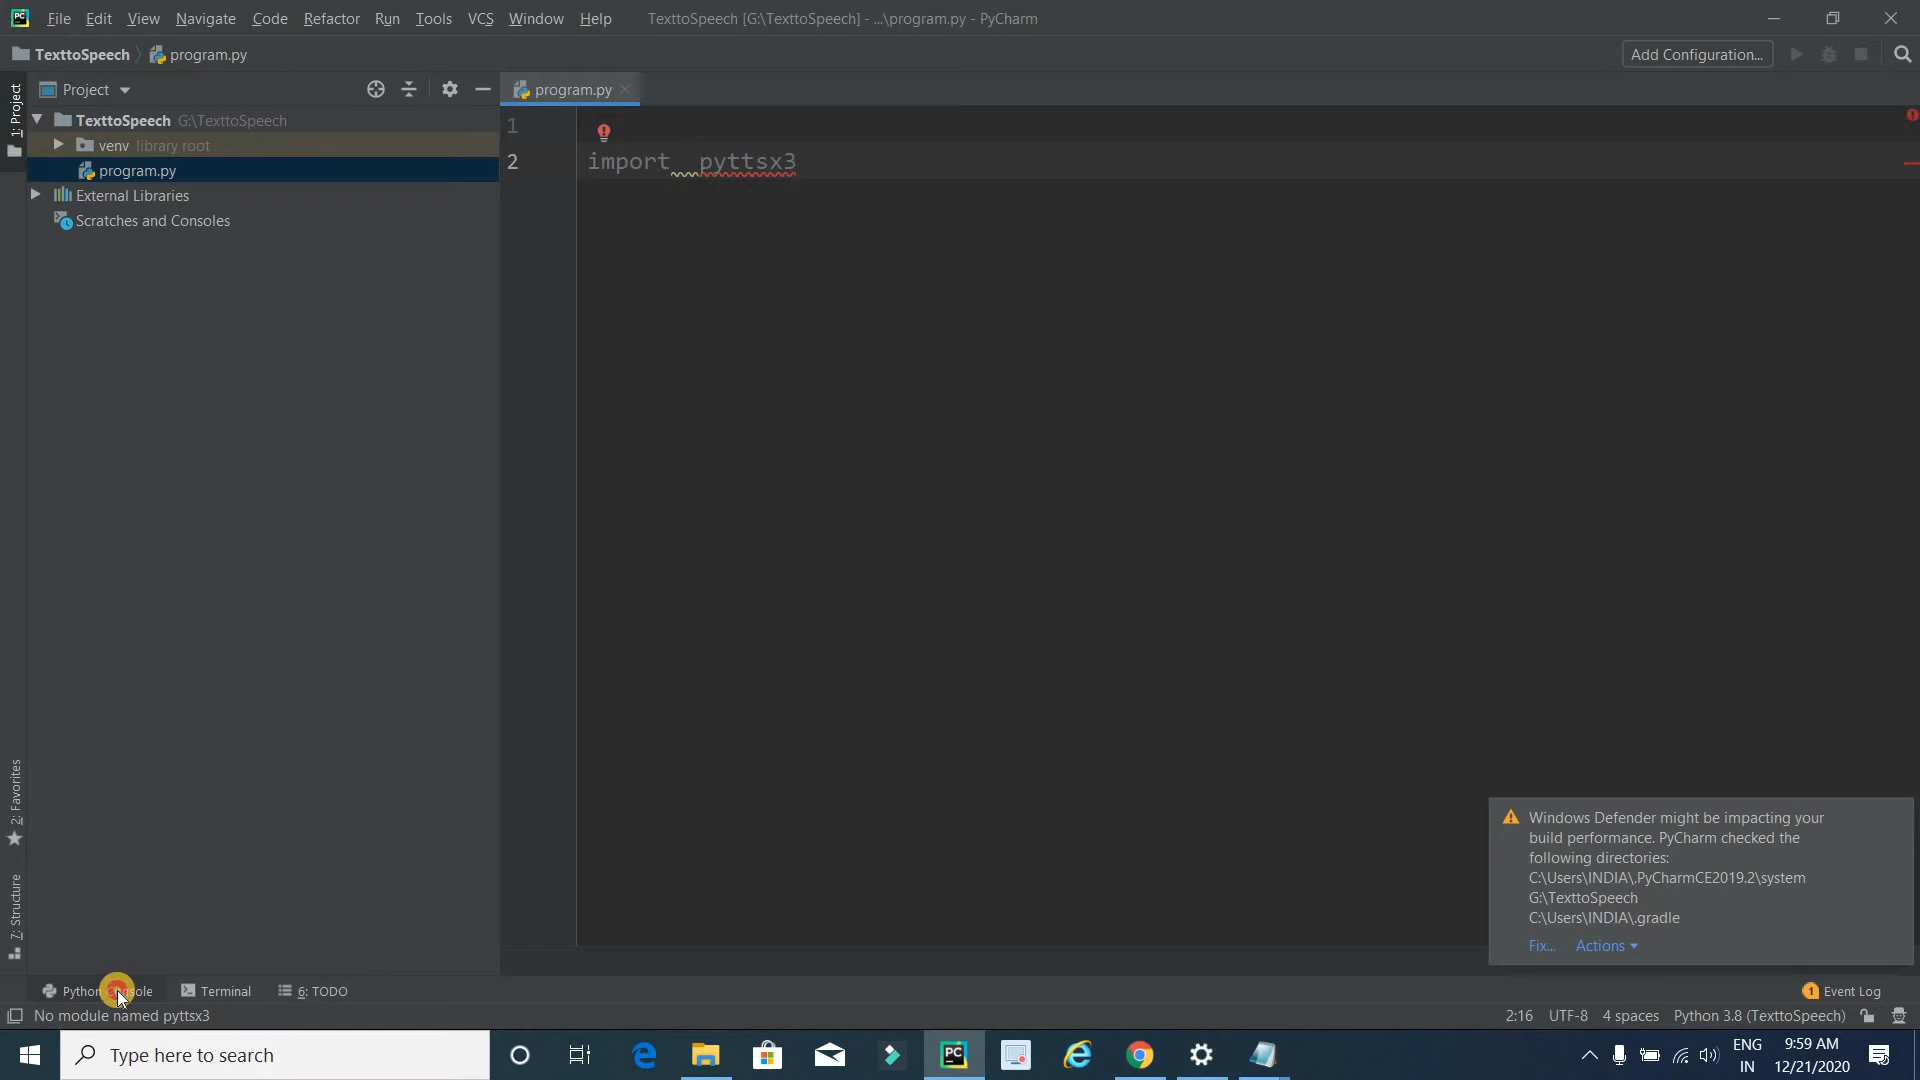 File Edit View Navigate Code Refactor Run Tools VCS Window Help TexttoSpeech [G:\TexttoSpeech] - ...\program.py - PyCharm
TexttoSpeech program.py Add Configuration...
1: Project
Project
program.py
TexttoSpeech G:\TexttoSpeech
venv library root
program.py
External Libraries
Scratches and Consoles
1
2 import  pyttsx3
2: Favorites
7: Structure
Windows Defender might be impacting your
build performance. PyCharm checked the
following directories:
C:\Users\INDIA\.PyCharmCE2019.2\system
G:\TexttoSpeech
C:\Users\INDIA\.gradle
Fix... Actions
Python Terminal 6: TODO 1 Event Log
No module named pyttsx3 2:16 UTF-8 4 spaces Python 3.8 (TexttoSpeech)
Type here to search
ENG
IN
9:59 AM
12/21/2020